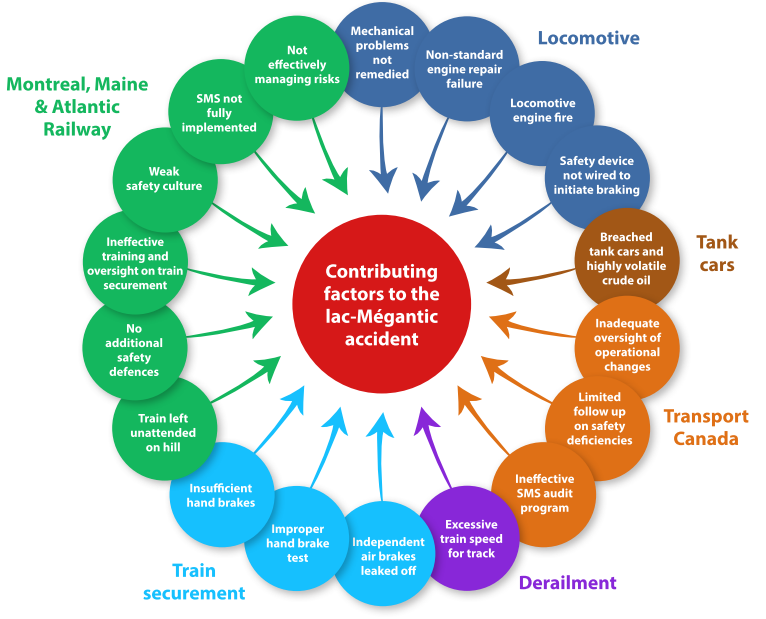 Locomotive
Mechanical
problems
not
remedied
Non-standard
engine repair
failure
Locomotive
engine fire
Safety device
not wired to
initiate braking
Tank
cars
Breached
tank cars and
highly volatile
crude oil
Transport
Canada
Inadequate
oversight of
operational
changes
Limited
follow up
on safety
deficiencies
Ineffective
SMS audit
program
Derailment
Excessive
train speed
for track
Train
securement
Independent
air brakes
leaked off
Improper
hand brake
test
Insufficient
hand brakes
Montreal, Maine
& Atlantic
Railway
Train left
unattended
on hill
No
additional
safety
defences
Ineffective
training and
oversight on train
securement
Weak
safety culture
SMS not
fully
implemented
Not
effectively
managing risks
Contributing
factors to the
lac-Mégantic
accident